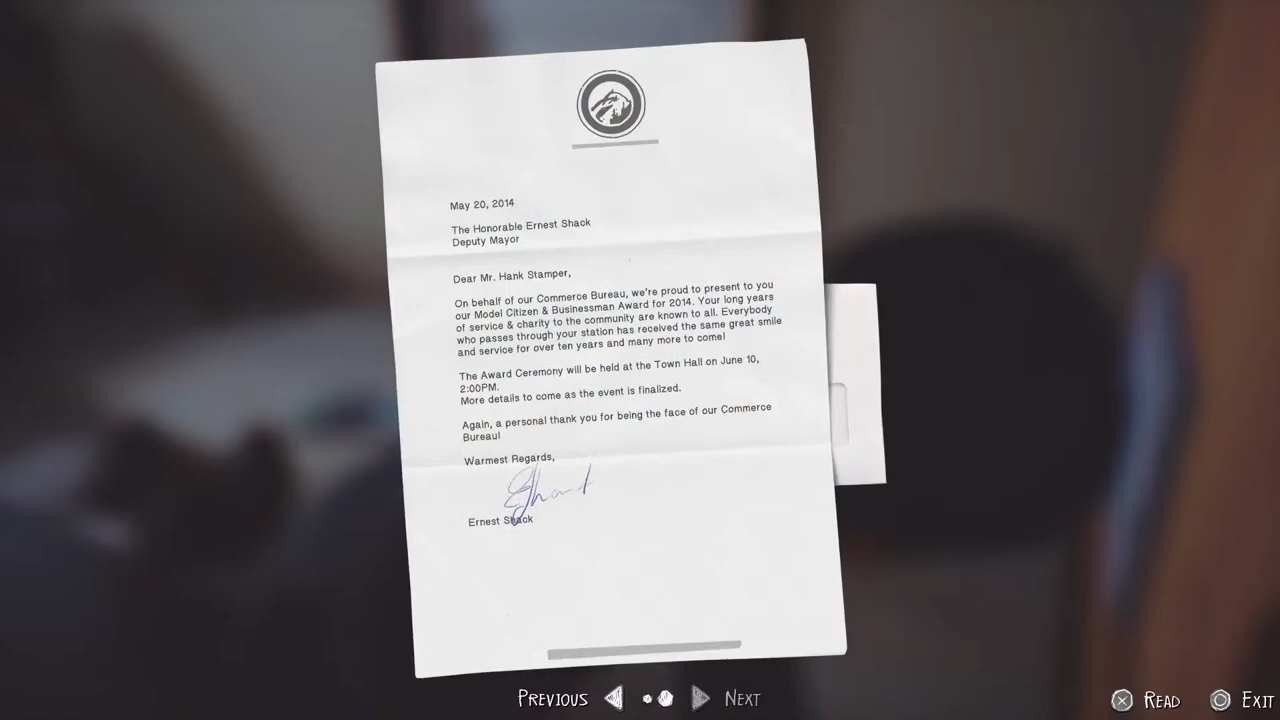 May 20, 2014
The Honorable Ernest Shack
Deputy Mayor
Dear Mr. Hank Stamper,
On behalf of our Commerce Bureau, we're proud to present to you
our Model Citizen & Businessman Award for 2014. Your long years
of service & charity to the community are known to all. Everybody
who passes through your station has received the same great smile
and service for over ten years and many more to come!
The Award Ceremony will be held at the Town Hall on June 10,
2:00PM.
More details to come as the event is finalized.
Again, a personal thank you for being the face of our Commerce
Bureau!
Warmest Regards,
Ernest Shack
Previous Next Read Exit